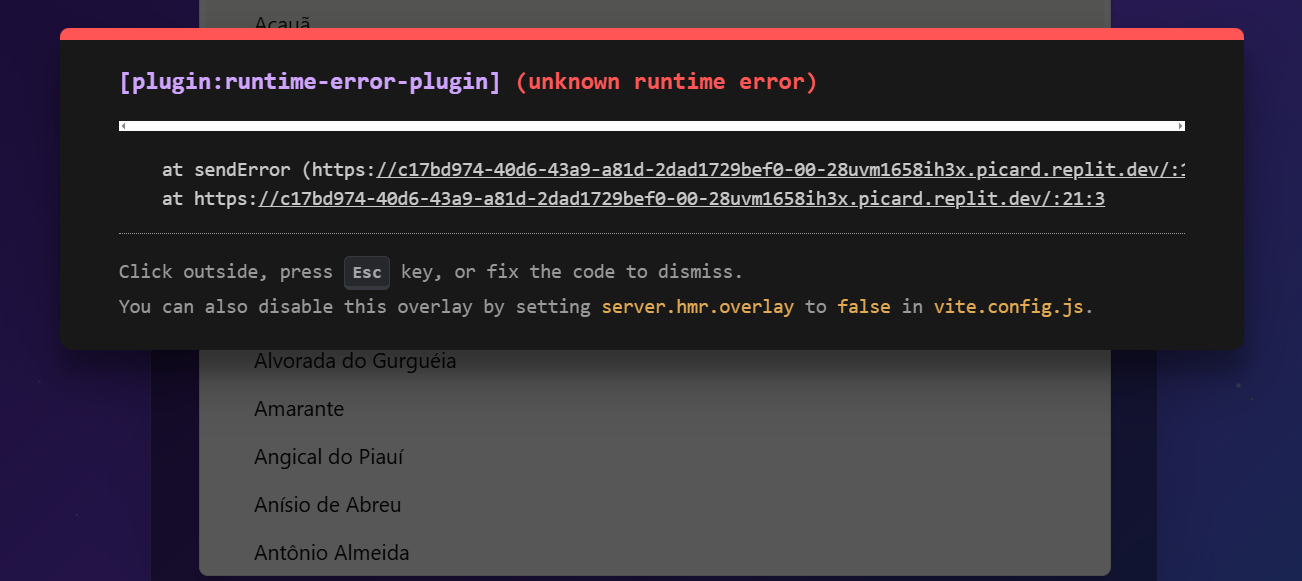 Acauã
[plugin:runtime-error-plugin] (unknown runtime error)
at sendError (https://c17bd974-40d6-43a9-a81d-2dad1729bef0-00-28uvm1658ih3x.picard.replit.dev/:1
at https://c17bd974-40d6-43a9-a81d-2dad1729bef0-00-28uvm1658ih3x.picard.replit.dev/:21:3
Click outside, press Esc key, or fix the code to dismiss.
You can also disable this overlay by setting server.hmr.overlay to false in vite.config.js.
Alvorada do Gurguéia
Amarante
Angical do Piauí
Anísio de Abreu
Antônio Almeida